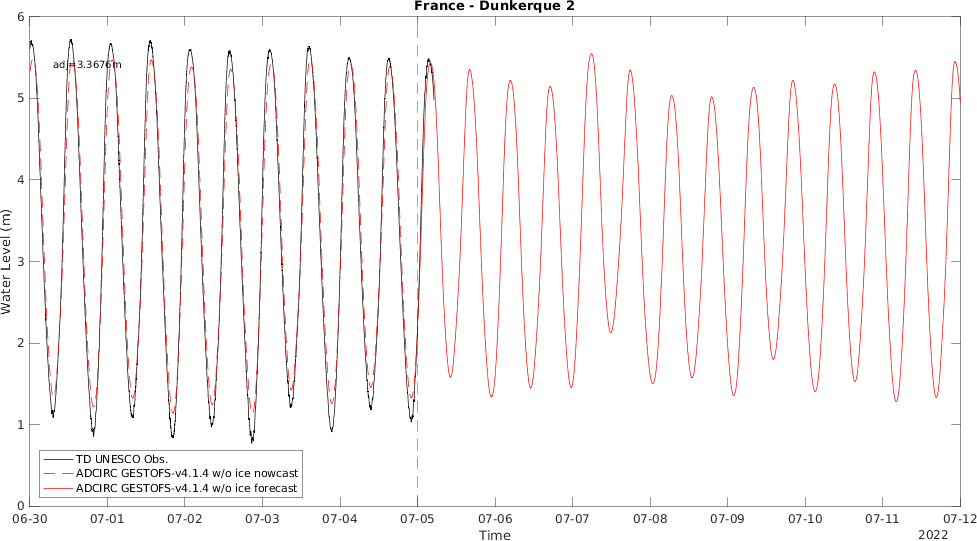 France - Dunkerque 2
6
5
4
3
2
1
0
Water Level (m)
adj=3.3676m
TD UNESCO Obs.
ADCIRC GESTOFS-v4.1.4 w/o ice nowcast
ADCIRC GESTOFS-v4.1.4 w/o ice forecast
06-30 07-01 07-02 07-03 07-04 07-05 07-06 07-07 07-08 07-09 07-10 07-11 07-12
Time
2022